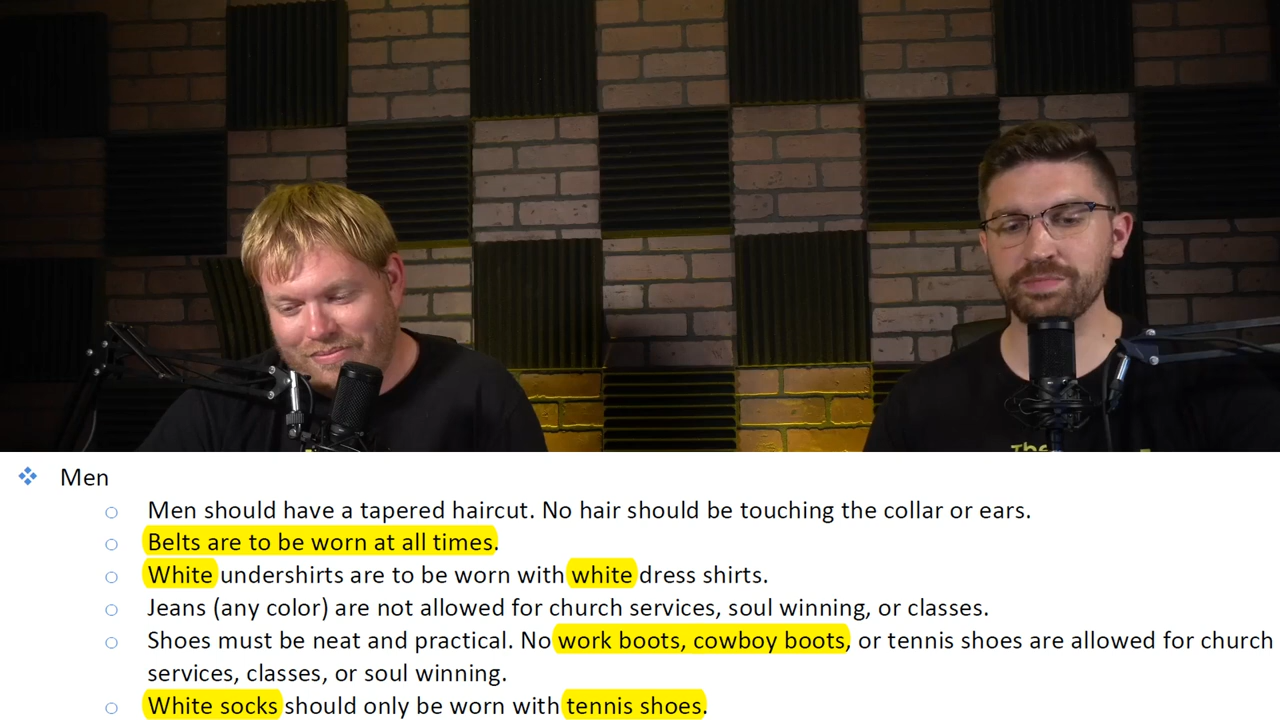 The
Men
Men should have a tapered haircut. No hair should be touching the collar or ears.
Belts are to be worn at all times.
White undershirts are to be worn with white dress shirts.
Jeans (any color) are not allowed for church services, soul winning, or classes.
Shoes must be neat and practical. No work boots, cowboy boots, or tennis shoes are allowed for church
services, classes, or soul winning.
White socks should only be worn with tennis shoes.